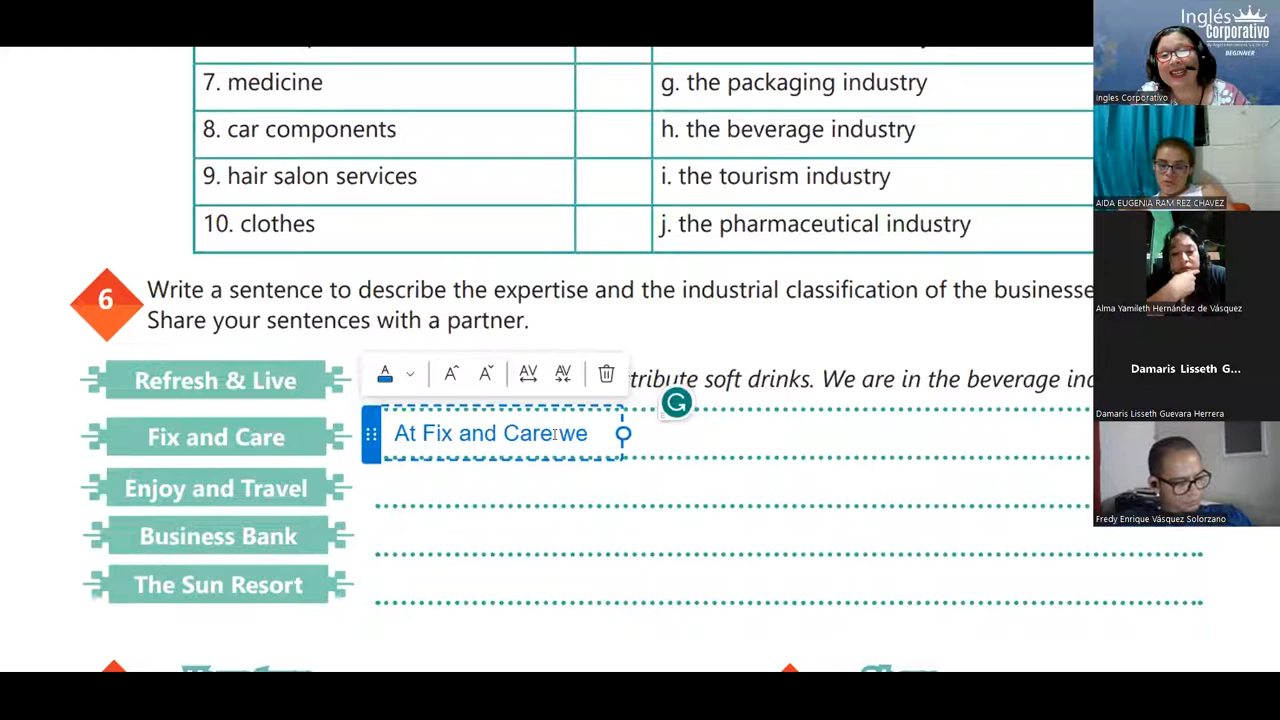 Inglés
Corporativo
BEGINNER
Ingles Corporativo
7. medicine
g. the packaging industry
8. car components
h. the beverage industry
9. hair salon services
i. the tourism industry
10. clothes
j. the pharmaceutical industry
AIDA EUGENIA RAM REZ CHAVEZ
Alma Yamileth Hernández de Vásquez
Damaris Lisseth G...
Damaris Lisseth Guevara Herrera
Fredy Enrique Vásquez Solorzano
6
Write a sentence to describe the expertise and the industrial classification of the businesse
Share your sentences with a partner.
Refresh & Live
tribute soft drinks. We are in the beverage ind
Fix and Care
At Fix and Care we
Enjoy and Travel
Business Bank
The Sun Resort